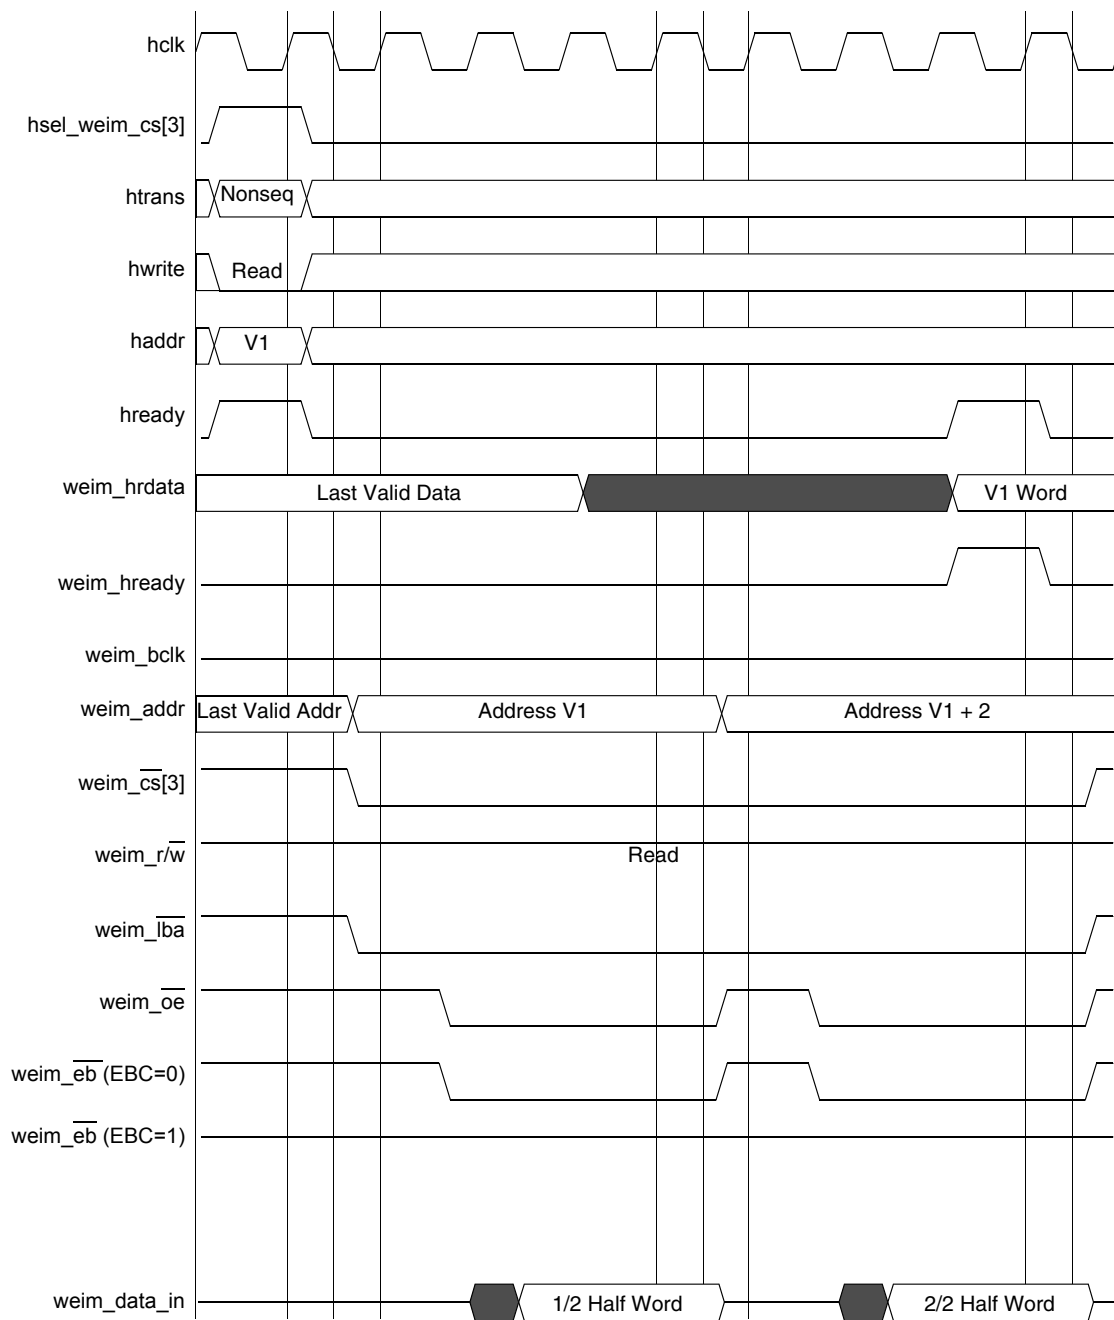 hclk
hsel_weim_cs[3]
htrans Nonseq
hwrite Read
haddr V1
hready
weim_hrdata Last Valid Data V1 Word
weim_hready
weim_bclk
weim_addr Last Valid Addr Address V1 Address V1 + 2
weim_cs[3]
weim_r/w Read
weim_lba
weim_oe
weim_eb (EBC=0)
weim_eb (EBC=1)
weim_data_in 1/2 Half Word 2/2 Half Word